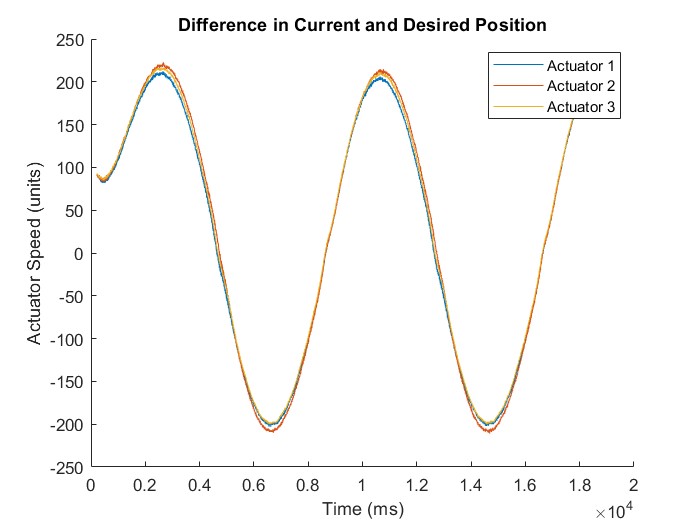 Difference in Current and Desired Position
250
200
150
100
50
0
-50
-100
-150
-200
-250
Actuator Speed (units)
Actuator 1
Actuator 2
Actuator 3
0 0.2 0.4 0.6 0.8 1 1.2 1.4 1.6 1.8 2
Time (ms)
×10^4